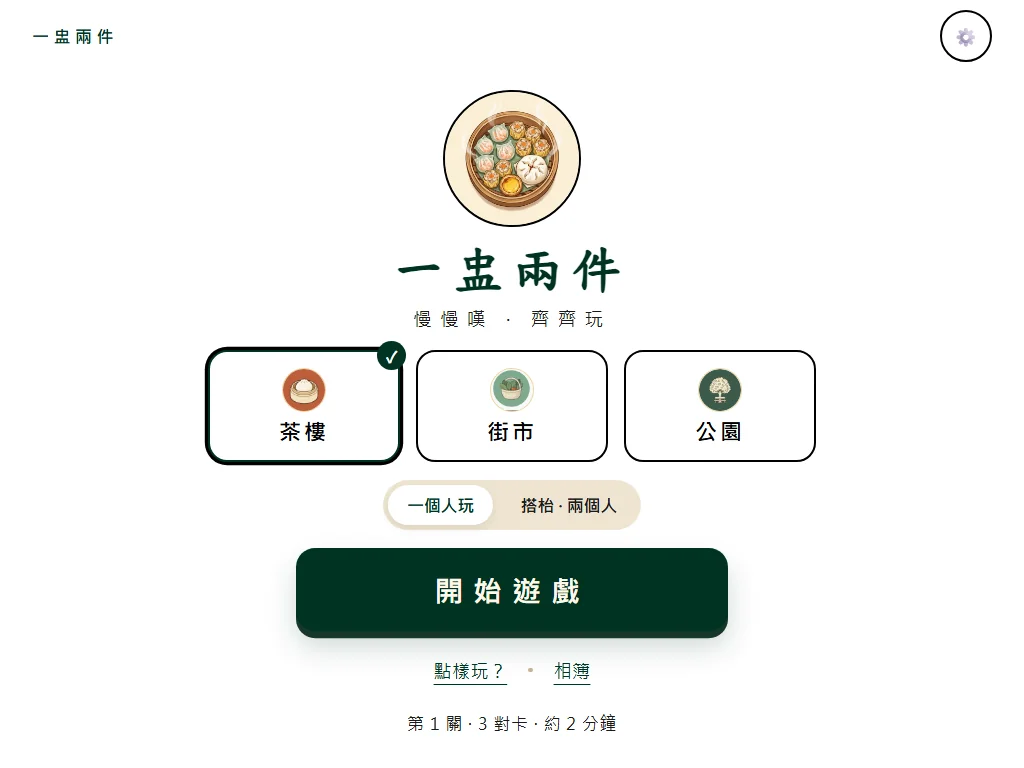 一盅兩件
一盅兩件
慢慢嘆 · 齊齊玩
茶樓
街市
公園
一個人玩
搭枱 · 兩個人
開始遊戲
點樣玩？ • 相簿
第 1 關 · 3 對卡 · 約 2 分鐘